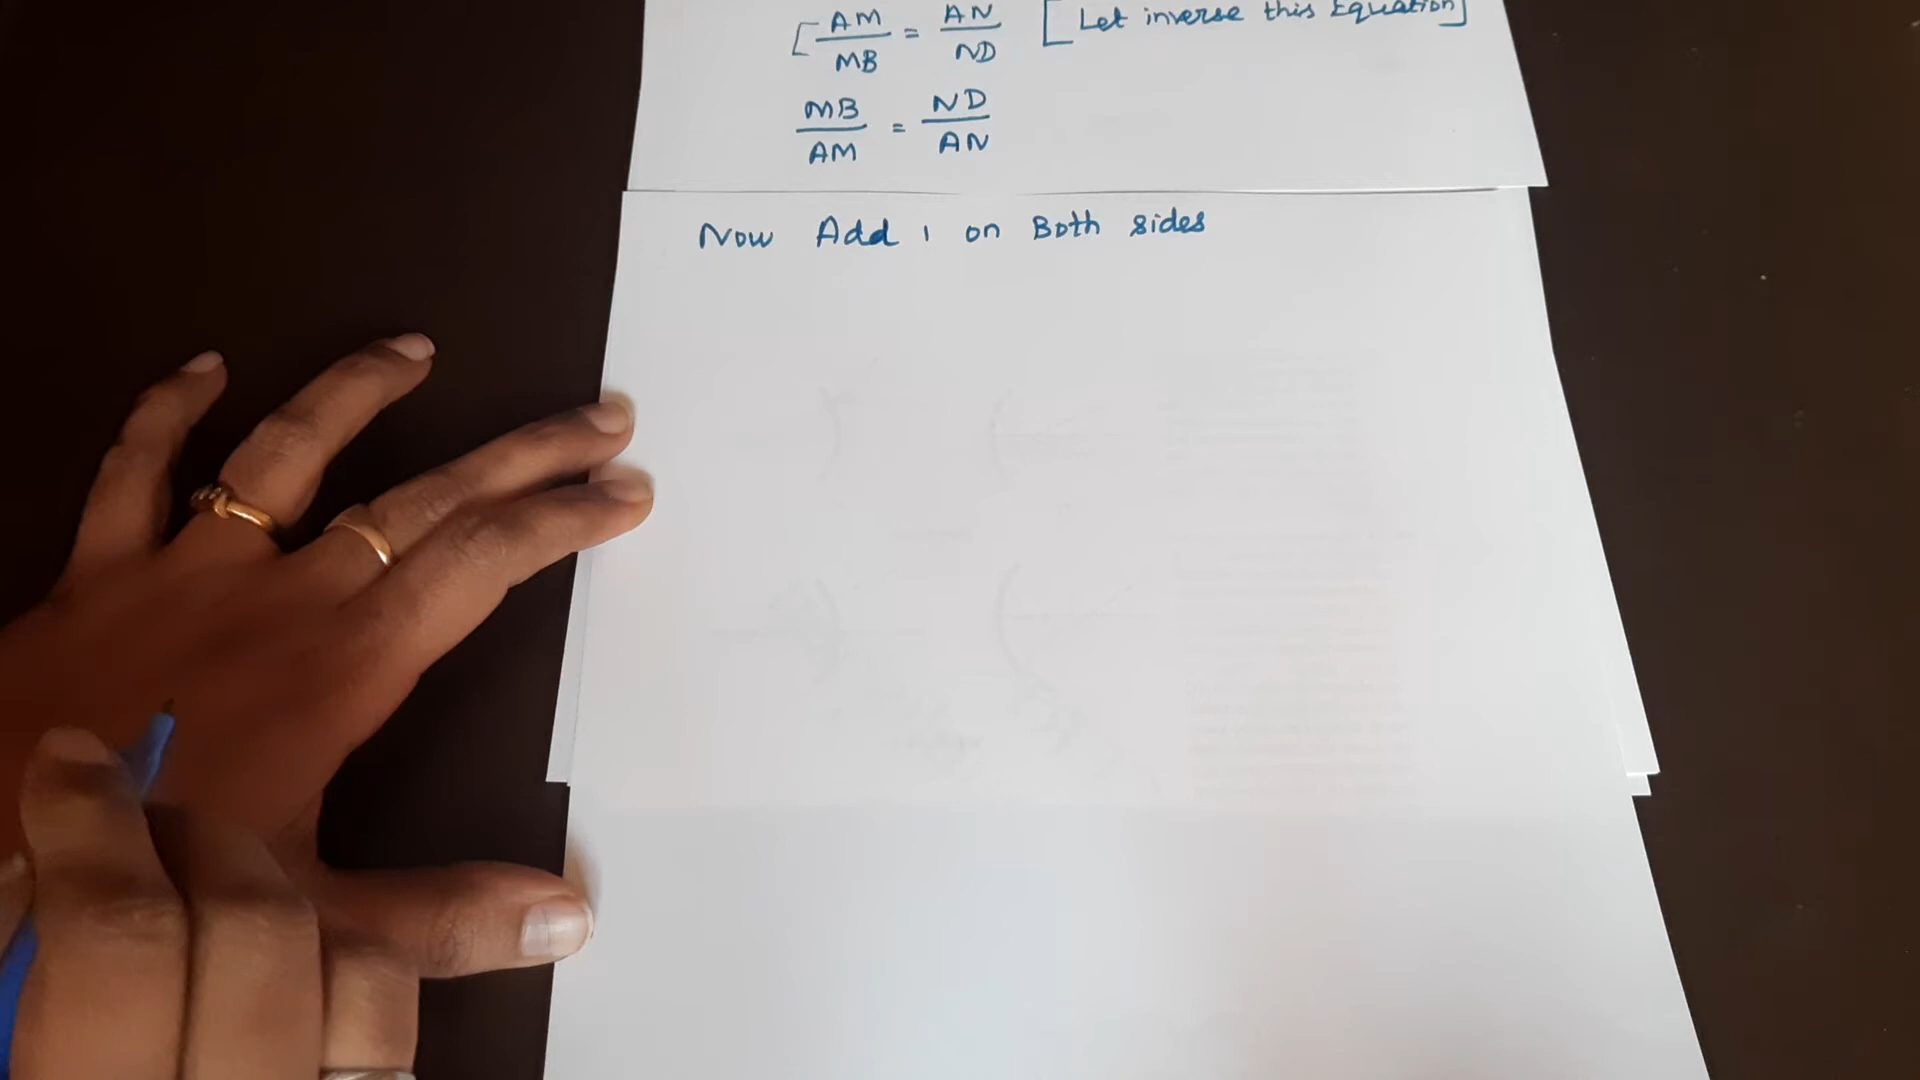 [AM/MB = AN/ND [Let inverse this Equation]
MB/AM = ND/AN
Now Add 1 on Both sides